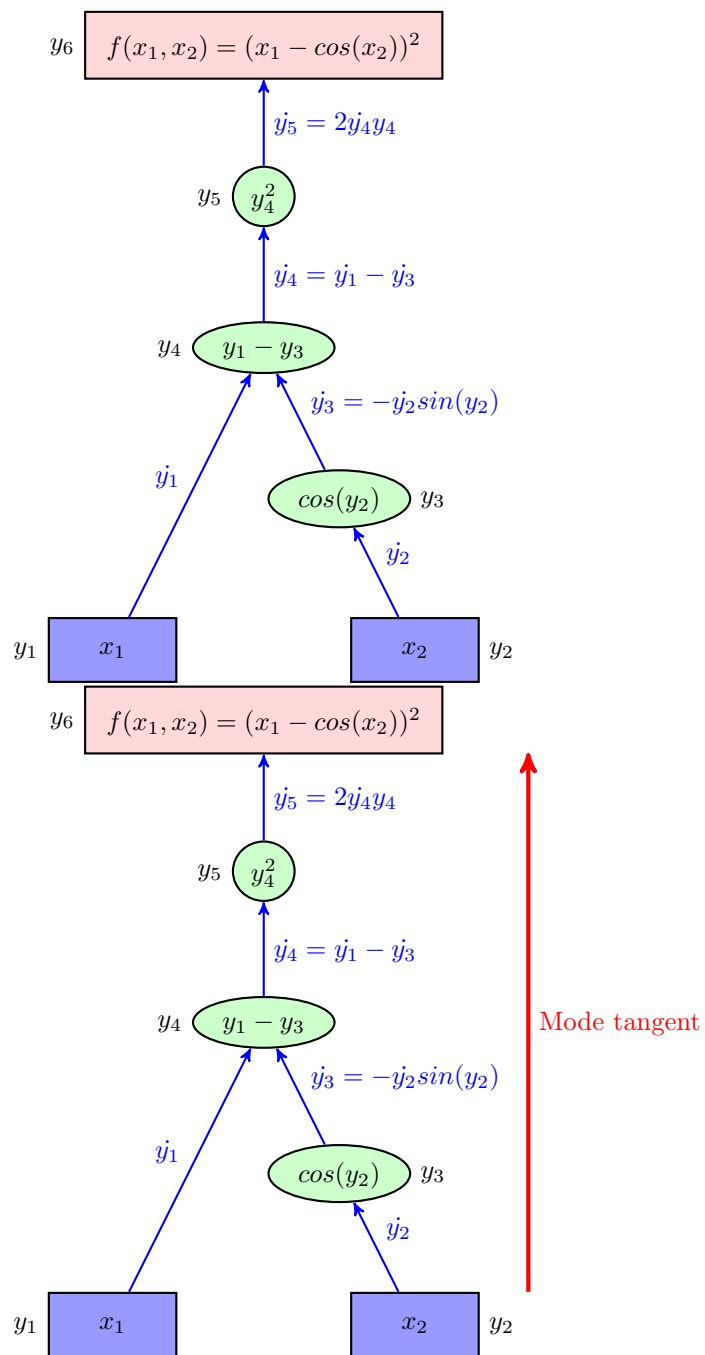 y₆ f(x₁, x₂) = (x₁ − cos(x₂))²
ẏ₅ = 2ẏ₄y₄
y₅ y₄²
ẏ₄ = ẏ₁ − ẏ₃
y₄ y₁ − y₃
ẏ₃ = −ẏ₂sin(y₂)
ẏ₁
cos(y₂) y₃
ẏ₂
y₁ x₁ x₂ y₂
y₆ f(x₁, x₂) = (x₁ − cos(x₂))²
ẏ₅ = 2ẏ₄y₄
y₅ y₄²
ẏ₄ = ẏ₁ − ẏ₃
y₄ y₁ − y₃ Mode tangent
ẏ₃ = −ẏ₂sin(y₂)
ẏ₁
cos(y₂) y₃
ẏ₂
y₁ x₁ x₂ y₂